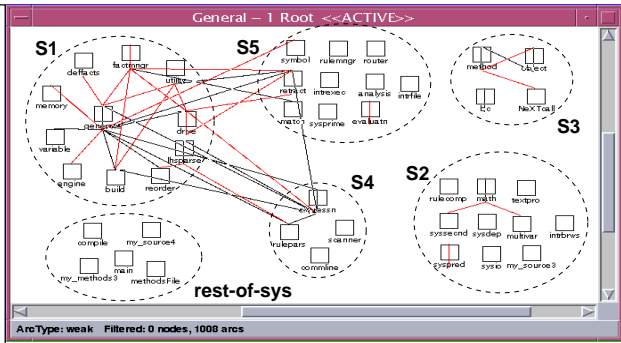 General – 1 Root <<ACTIVE>>
S1
factmngr
deffacts
utility
memory
generate
drive
variable
lhsparse
engine
build
reorder
S5
symbol
rulemngr
router
retract
intrexec
analysis
intrfile
match
sysprime
evaluatn
method
object
Ec
NeXTcall
S3
S4
expressn
rulepars
scanner
commline
S2
rulecomp
math
textpro
syssecnd
sysdep
multivar
intrbrws
syspred
sysio
my_source3
compile
my_source4
my_methods3
main
methodsFile
rest-of-sys
ArcType: weak Filtered: 0 nodes, 1008 arcs